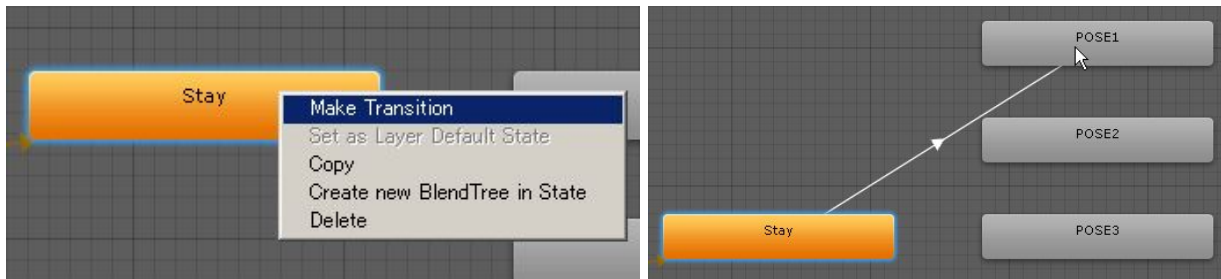 Stay
Make Transition
Set as Layer Default State
Copy
Create new BlendTree in State
Delete
POSE1
POSE2
Stay
POSE3